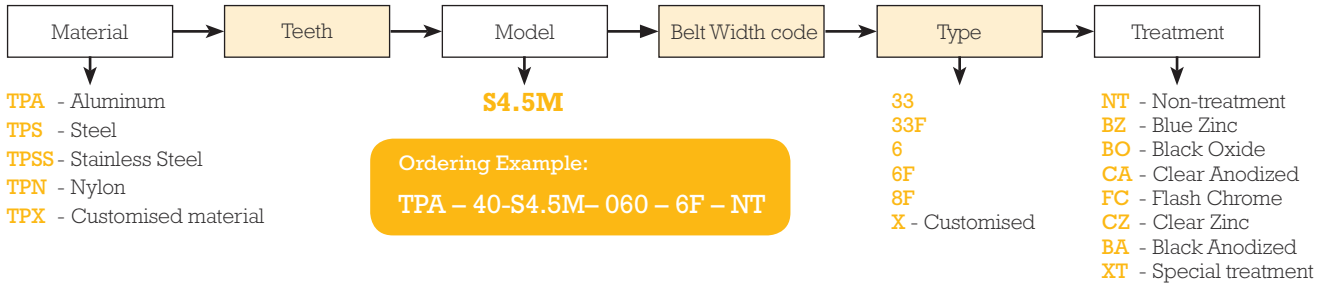 Material
Teeth
Model
Belt Width code
Type
Treatment
TPA - Aluminum
TPS - Steel
TPSS - Stainless Steel
TPN - Nylon
TPX - Customised material
S4.5M
Ordering Example:
TPA – 40-S4.5M– 060 – 6F – NT
33
33F
6
6F
8F
X - Customised
NT - Non-treatment
BZ - Blue Zinc
BO - Black Oxide
CA - Clear Anodized
FC - Flash Chrome
CZ - Clear Zinc
BA - Black Anodized
XT - Special treatment